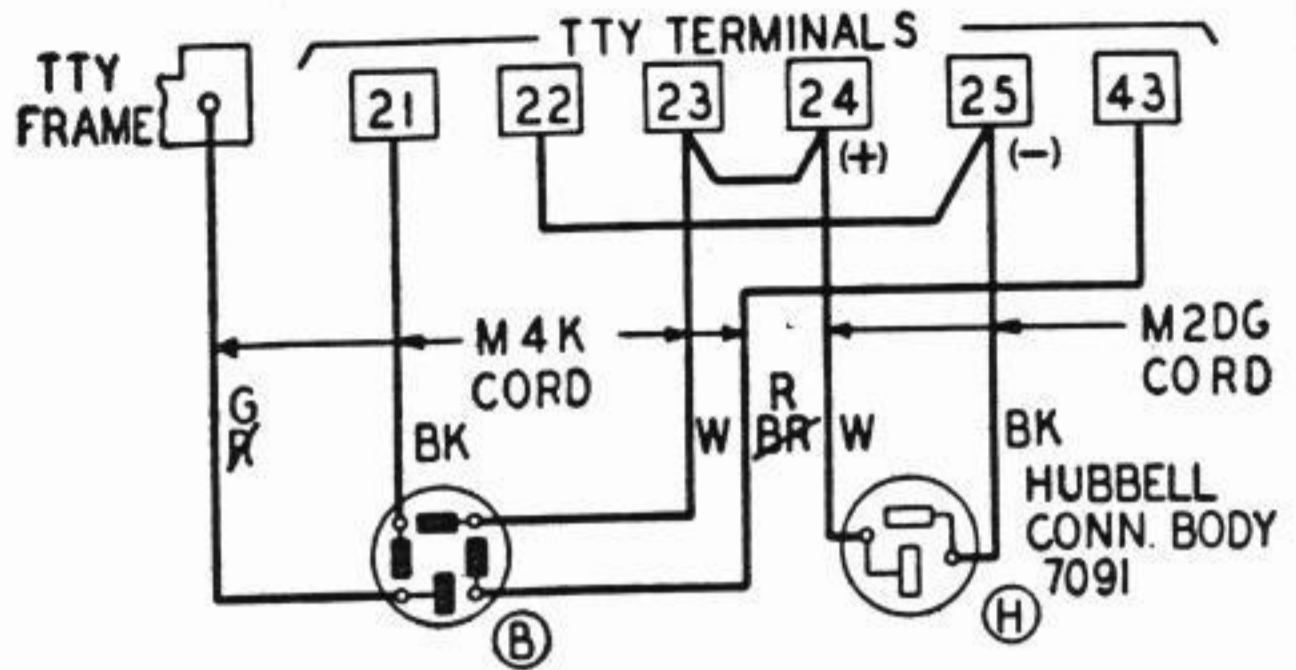 TTY TERMINALS
TTY
FRAME
21
22
23
24
25
43
(+)
(-)
M4K
CORD
M2DG
CORD
G
R
BK
W
R
BR
W
BK
HUBBELL
CONN. BODY
7091
B
H